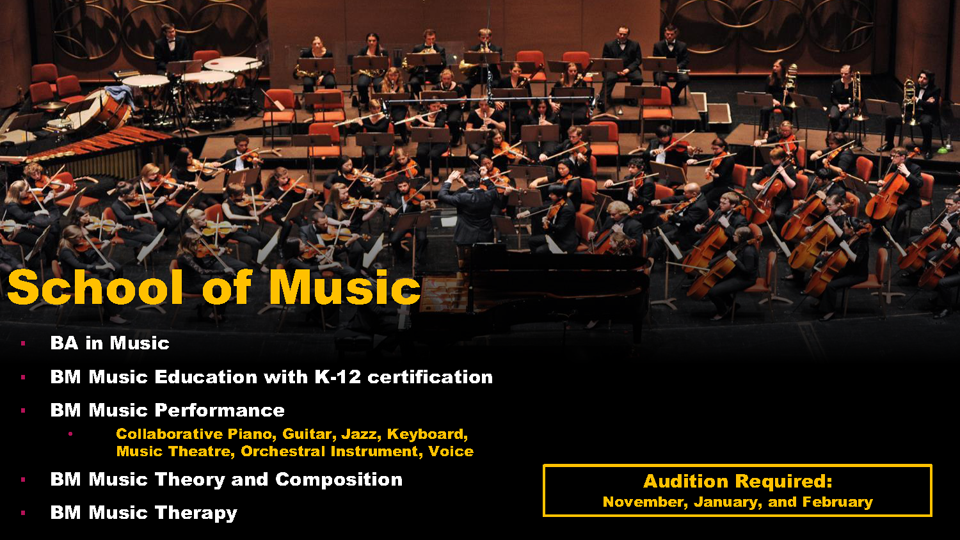 School of Music
▪ BA in Music
▪ BM Music Education with K-12 certification
▪ BM Music Performance
▪ Collaborative Piano, Guitar, Jazz, Keyboard,
Music Theatre, Orchestral Instrument, Voice
▪ BM Music Theory and Composition
▪ BM Music Therapy
Audition Required:
November, January, and February